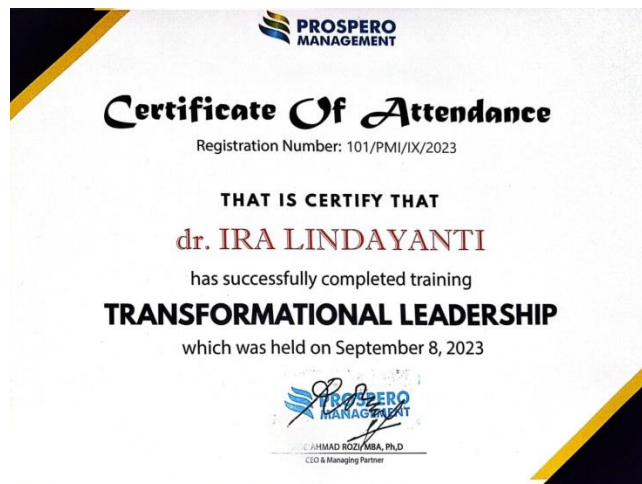 PROSPERO
MANAGEMENT
Certificate Of Attendance
Registration Number: 101/PMI/IX/2023
THAT IS CERTIFY THAT
dr. IRA LINDAYANTI
has successfully completed training
TRANSFORMATIONAL LEADERSHIP
which was held on September 8, 2023
PROSPERO
MANAGEMENT
AHMAD ROZI, MBA, Ph,D
CEO & Managing Partner